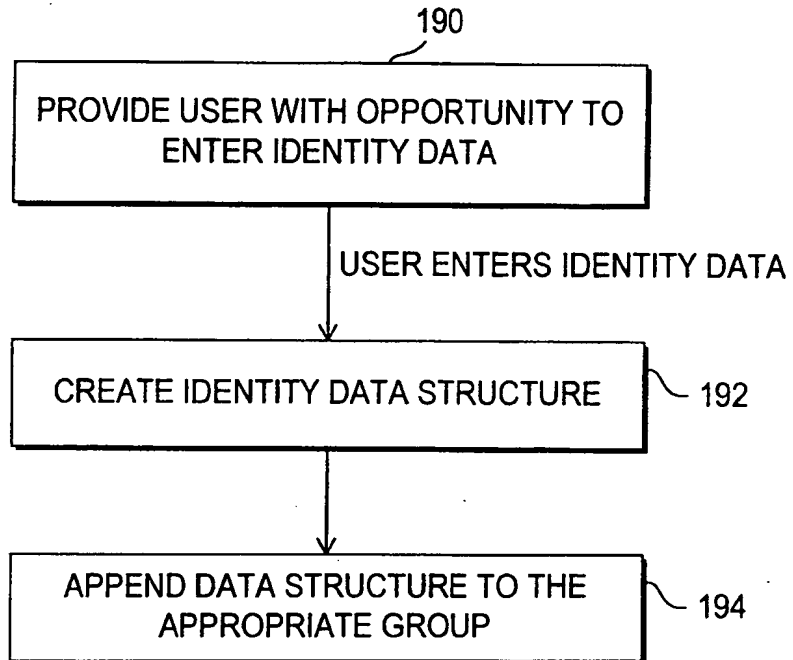 190
PROVIDE USER WITH OPPORTUNITY TO
ENTER IDENTITY DATA
USER ENTERS IDENTITY DATA
CREATE IDENTITY DATA STRUCTURE
192
APPEND DATA STRUCTURE TO THE
APPROPRIATE GROUP
194